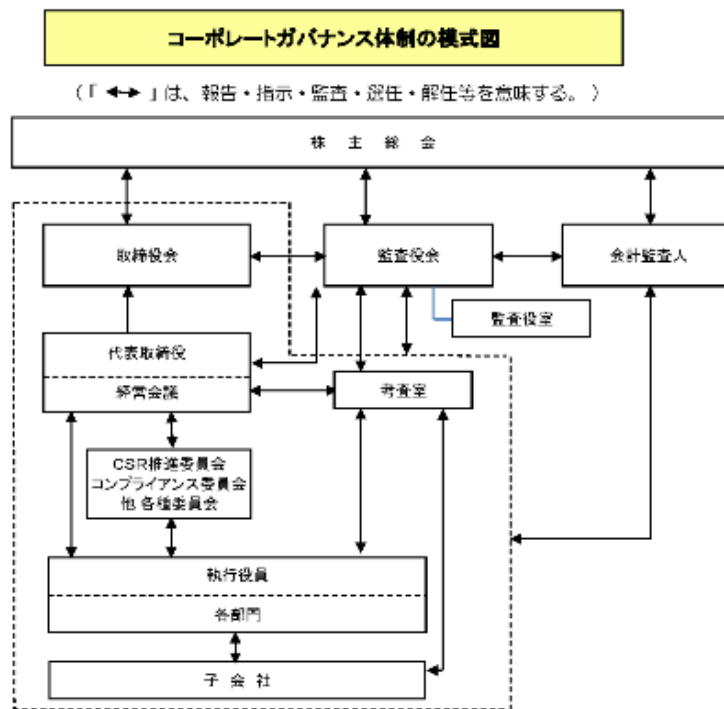 コーポレートガバナンス体制の模式図
（「 ◄-► 」は、報告・指示・監査・選任・解任等を意味する。）
株 主 総 会
取締役会
監査役会
会計監査人
監査役室
代表取締役
経営会議
考査室
CSR推進委員会
コンプライアンス委員会
他 各種委員会
執行役員
各部門
子 会 社